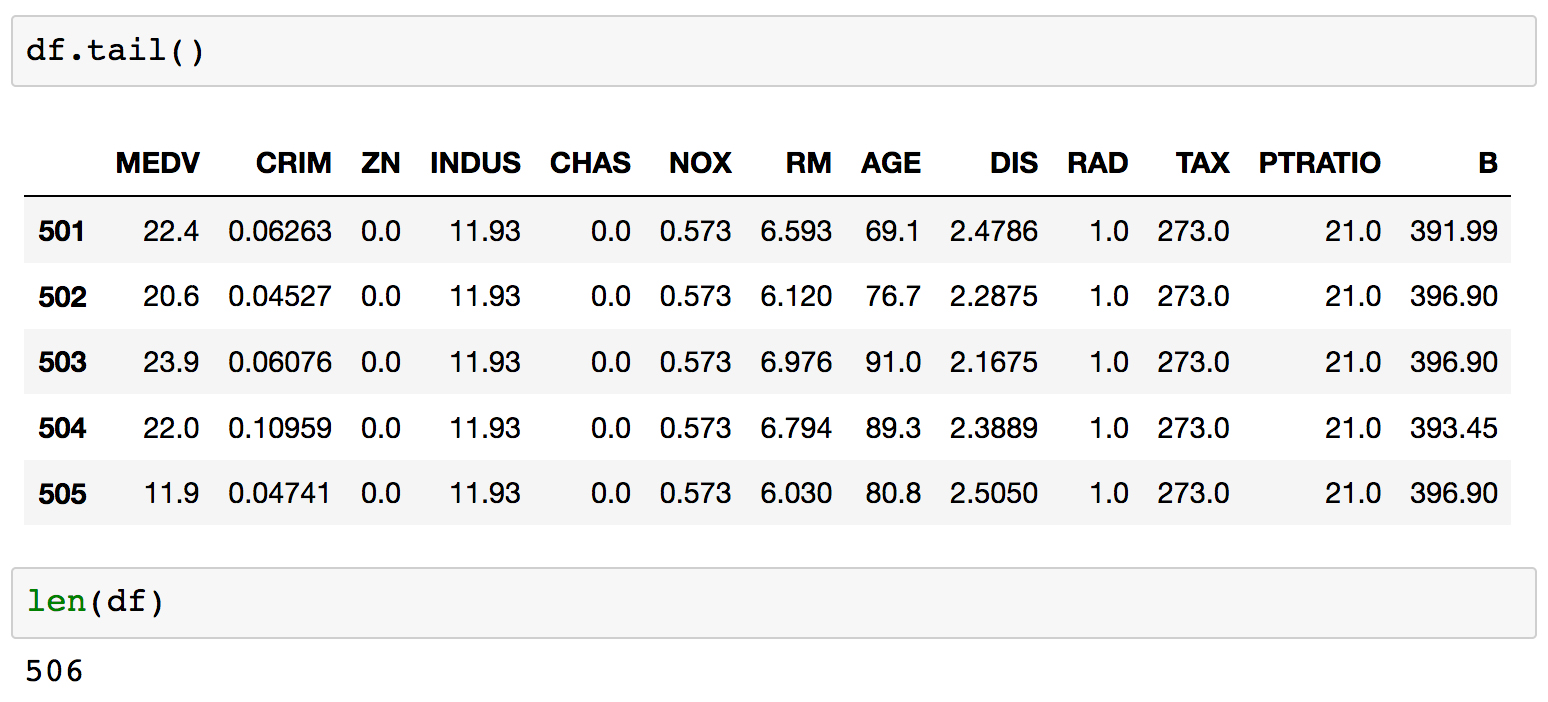 df.tail()
MEDV CRIM ZN INDUS CHAS NOX RM AGE DIS RAD TAX PTRATIO B
501 22.4 0.06263 0.0 11.93 0.0 0.573 6.593 69.1 2.4786 1.0 273.0 21.0 391.99
502 20.6 0.04527 0.0 11.93 0.0 0.573 6.120 76.7 2.2875 1.0 273.0 21.0 396.90
503 23.9 0.06076 0.0 11.93 0.0 0.573 6.976 91.0 2.1675 1.0 273.0 21.0 396.90
504 22.0 0.10959 0.0 11.93 0.0 0.573 6.794 89.3 2.3889 1.0 273.0 21.0 393.45
505 11.9 0.04741 0.0 11.93 0.0 0.573 6.030 80.8 2.5050 1.0 273.0 21.0 396.90
len(df)
506